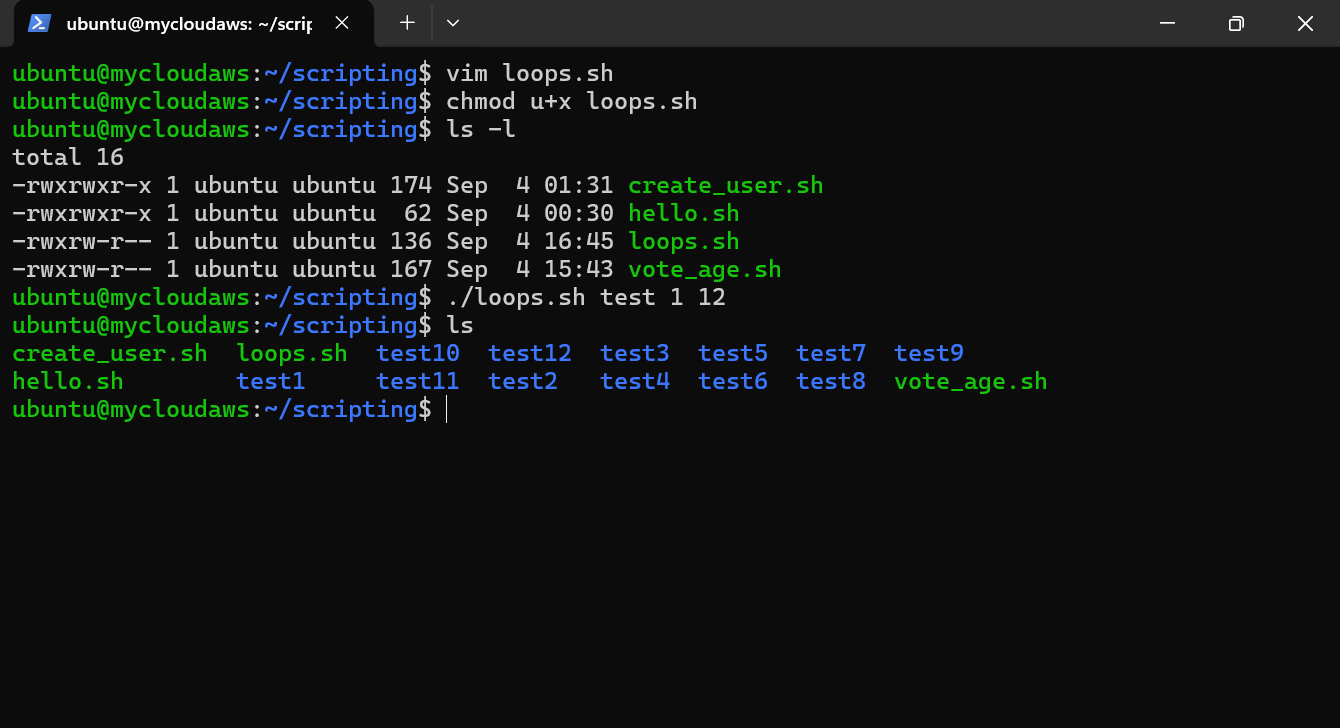 ubuntu@mycloudaws: ~/scrip
ubuntu@mycloudaws:~/scripting$ vim loops.sh
ubuntu@mycloudaws:~/scripting$ chmod u+x loops.sh
ubuntu@mycloudaws:~/scripting$ ls -l
total 16
-rwxrwxr-x 1 ubuntu ubuntu 174 Sep  4 01:31 create_user.sh
-rwxrwxr-x 1 ubuntu ubuntu  62 Sep  4 00:30 hello.sh
-rwxrw-r-- 1 ubuntu ubuntu 136 Sep  4 16:45 loops.sh
-rwxrw-r-- 1 ubuntu ubuntu 167 Sep  4 15:43 vote_age.sh
ubuntu@mycloudaws:~/scripting$ ./loops.sh test 1 12
ubuntu@mycloudaws:~/scripting$ ls
create_user.sh  loops.sh  test10  test12  test3  test5  test7  test9
hello.sh        test1     test11  test2   test4  test6  test8  vote_age.sh
ubuntu@mycloudaws:~/scripting$